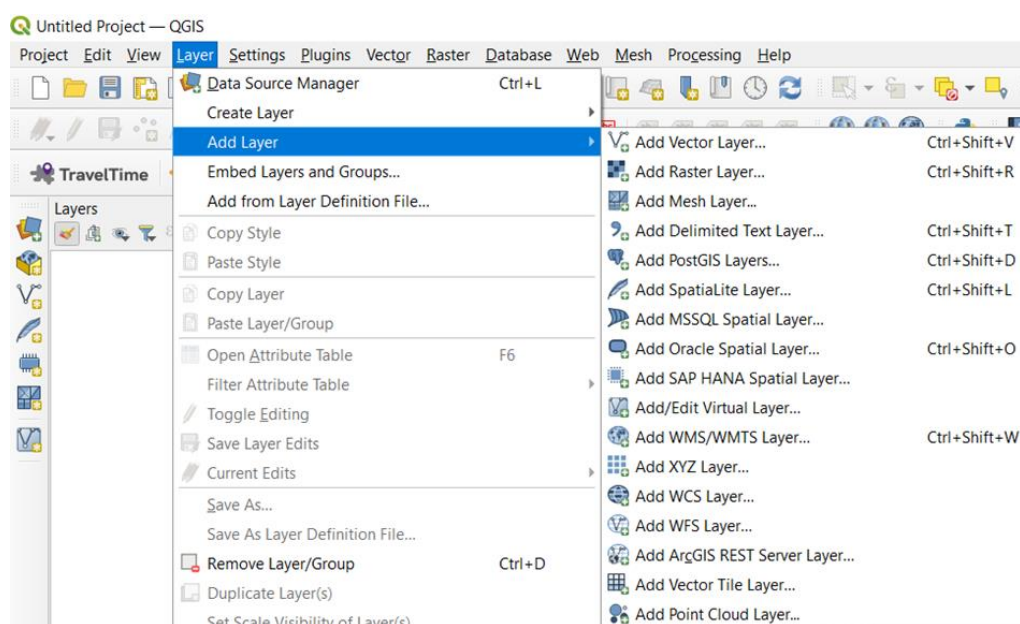 Untitled Project — QGIS
Project Edit View Layer Settings Plugins Vector Raster Database Web Mesh Processing Help
Data Source Manager Ctrl+L
Create Layer
Add Layer
Embed Layers and Groups...
Add from Layer Definition File...
Copy Style
Paste Style
Copy Layer
Paste Layer/Group
Open Attribute Table F6
Filter Attribute Table
Toggle Editing
Save Layer Edits
Current Edits
Save As...
Save As Layer Definition File...
Remove Layer/Group Ctrl+D
Duplicate Layer(s)
Set Scale Visibility of Layer(s)
TravelTime
Layers
Add Vector Layer... Ctrl+Shift+V
Add Raster Layer... Ctrl+Shift+R
Add Mesh Layer...
Add Delimited Text Layer... Ctrl+Shift+T
Add PostGIS Layers... Ctrl+Shift+D
Add SpatiaLite Layer... Ctrl+Shift+L
Add MSSQL Spatial Layer...
Add Oracle Spatial Layer... Ctrl+Shift+O
Add SAP HANA Spatial Layer...
Add/Edit Virtual Layer...
Add WMS/WMTS Layer... Ctrl+Shift+W
Add XYZ Layer...
Add WCS Layer...
Add WFS Layer...
Add ArcGIS REST Server Layer...
Add Vector Tile Layer...
Add Point Cloud Layer...